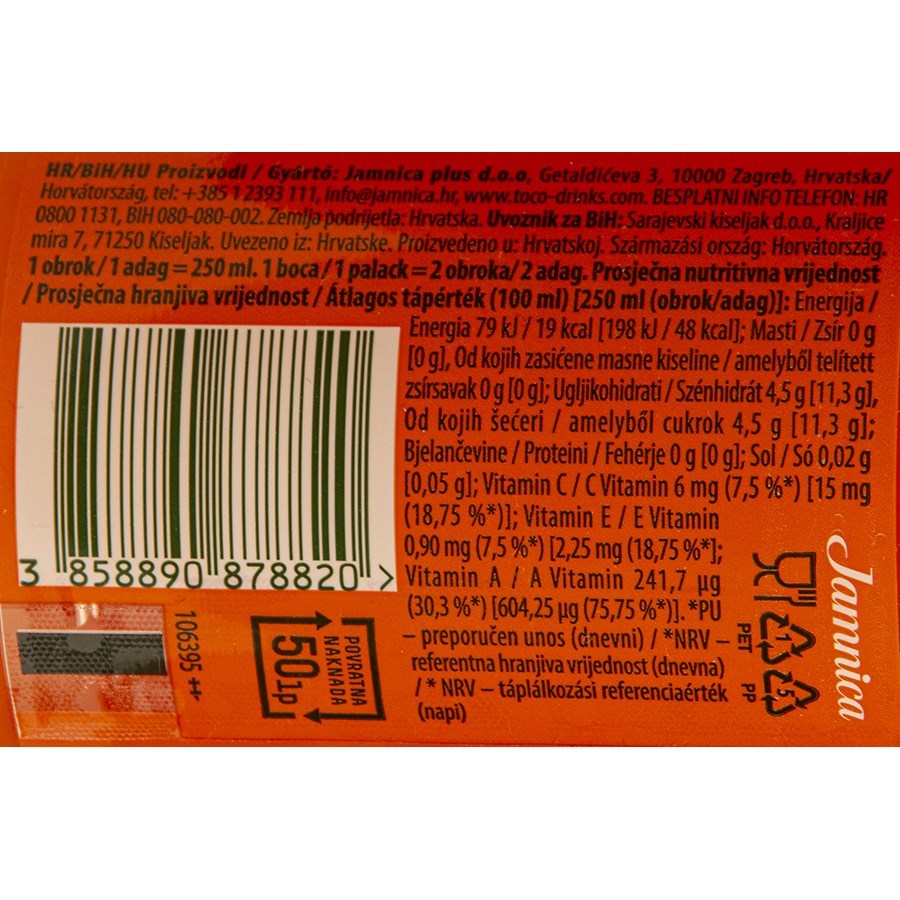 HR/BiH/HU Proizvodi / Gyártó: Jamnica plus d.o.o, Getaldićeva 3, 10000 Zagreb, Hrvatska/
Horvátország, tel: +385 1 2393 111, info@jamnica.hr, www.toco-drinks.com. BESPLATNI INFO TELEFON: HR
0800 1131, BIH 080-080-002. Zemlja podrijetla: Hrvatska. Uvoznik za BiH: Sarajevski kiseljak d.o.o., Kraljice
mira 7, 71250 Kiseljak. Uvezeno iz: Hrvatske. Proizvedeno u: Hrvatskoj. Származási ország: Horvátország.
1 obrok / 1 adag = 250 ml. 1 boca / 1 palack = 2 obroka/ 2 adag. Prosječna nutritivna vrijednost
/ Prosječna hranjiva vrijednost / Átlagos tápérték (100 ml) [250 ml (obrok/adag)]: Energija /
Energia 79 kJ / 19 kcal [198 kJ / 48 kcal]; Masti / Zsír 0 g
[0 g], Od kojih zasićene masne kiseline / amelyből telített
zsírsavak 0 g [0 g]; Ugljikohidrati / Szénhidrát 4,5 g [11,3 g],
Od kojih šećeri / amelyből cukrok 4,5 g [11,3 g];
Bjelančevine / Proteini / Fehérje 0 g [0 g]; Sol / Só 0,02 g
[0,05 g]; Vitamin C / C Vitamin 6 mg (7,5 %*) [15 mg
(18,75 %*)]; Vitamin E / E Vitamin
0,90 mg (7,5 %*) [2,25 mg (18,75 %*];
Vitamin A / A Vitamin 241,7 µg
(30,3 %*) [604,25 µg (75,75 %*)]. *PU
– preporučen unos (dnevni) / *NRV –
referentna hranjiva vrijednost (dnevna)
/ * NRV – táplálkozási referenciaérték
(napi)
3 858890 878820 >
106395 ++
POVRATNA
NAKNADA
50 lp
1
PET
5
PP
Jamnica